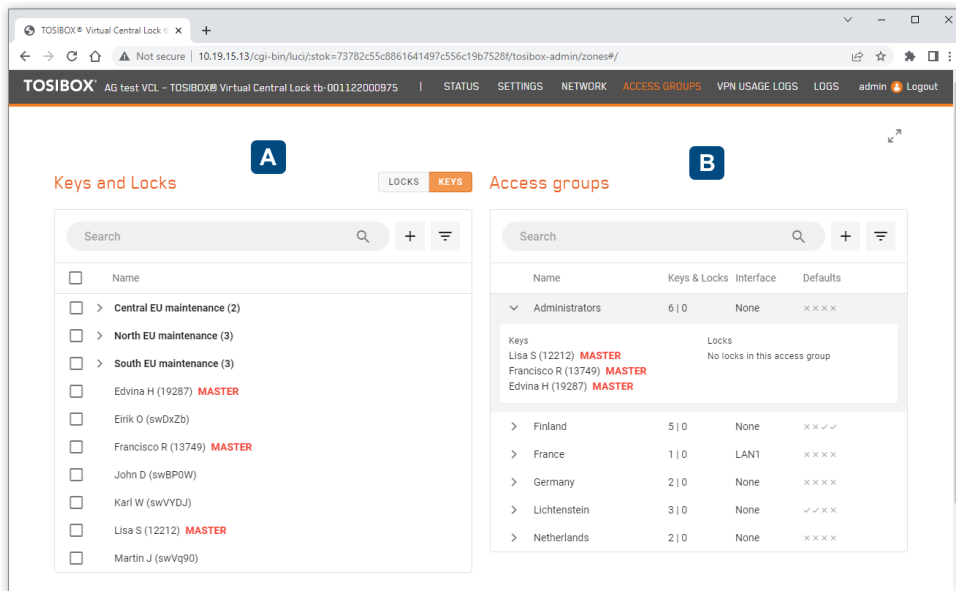 TOSIBOX® Virtual Central Lock t
Not secure | 10.19.15.13/cgi-bin/luci/;stok=73782c55c8861641497c556c19b7528f/tosibox-admin/zones#/
TOSIBOX® AG test VCL - TOSIBOX® Virtual Central Lock tb-001122000975 | STATUS SETTINGS NETWORK ACCESS GROUPS VPN USAGE LOGS LOGS admin Logout
A
B
Keys and Locks LOCKS KEYS
Search
Name
Central EU maintenance (2)
North EU maintenance (3)
South EU maintenance (3)
Edvina H (19287) MASTER
Eirik O (swDxZb)
Francisco R (13749) MASTER
John D (swBP0W)
Karl W (swVYDJ)
Lisa S (12212) MASTER
Martin J (swVq90)
Access groups
Search
Name Keys & Locks Interface Defaults
Administrators 6 | 0 None
Keys Locks
Lisa S (12212) MASTER No locks in this access group
Francisco R (13749) MASTER
Edvina H (19287) MASTER
Finland 5 | 0 None
France 1 | 0 LAN1
Germany 2 | 0 None
Lichtenstein 3 | 0 None
Netherlands 2 | 0 None